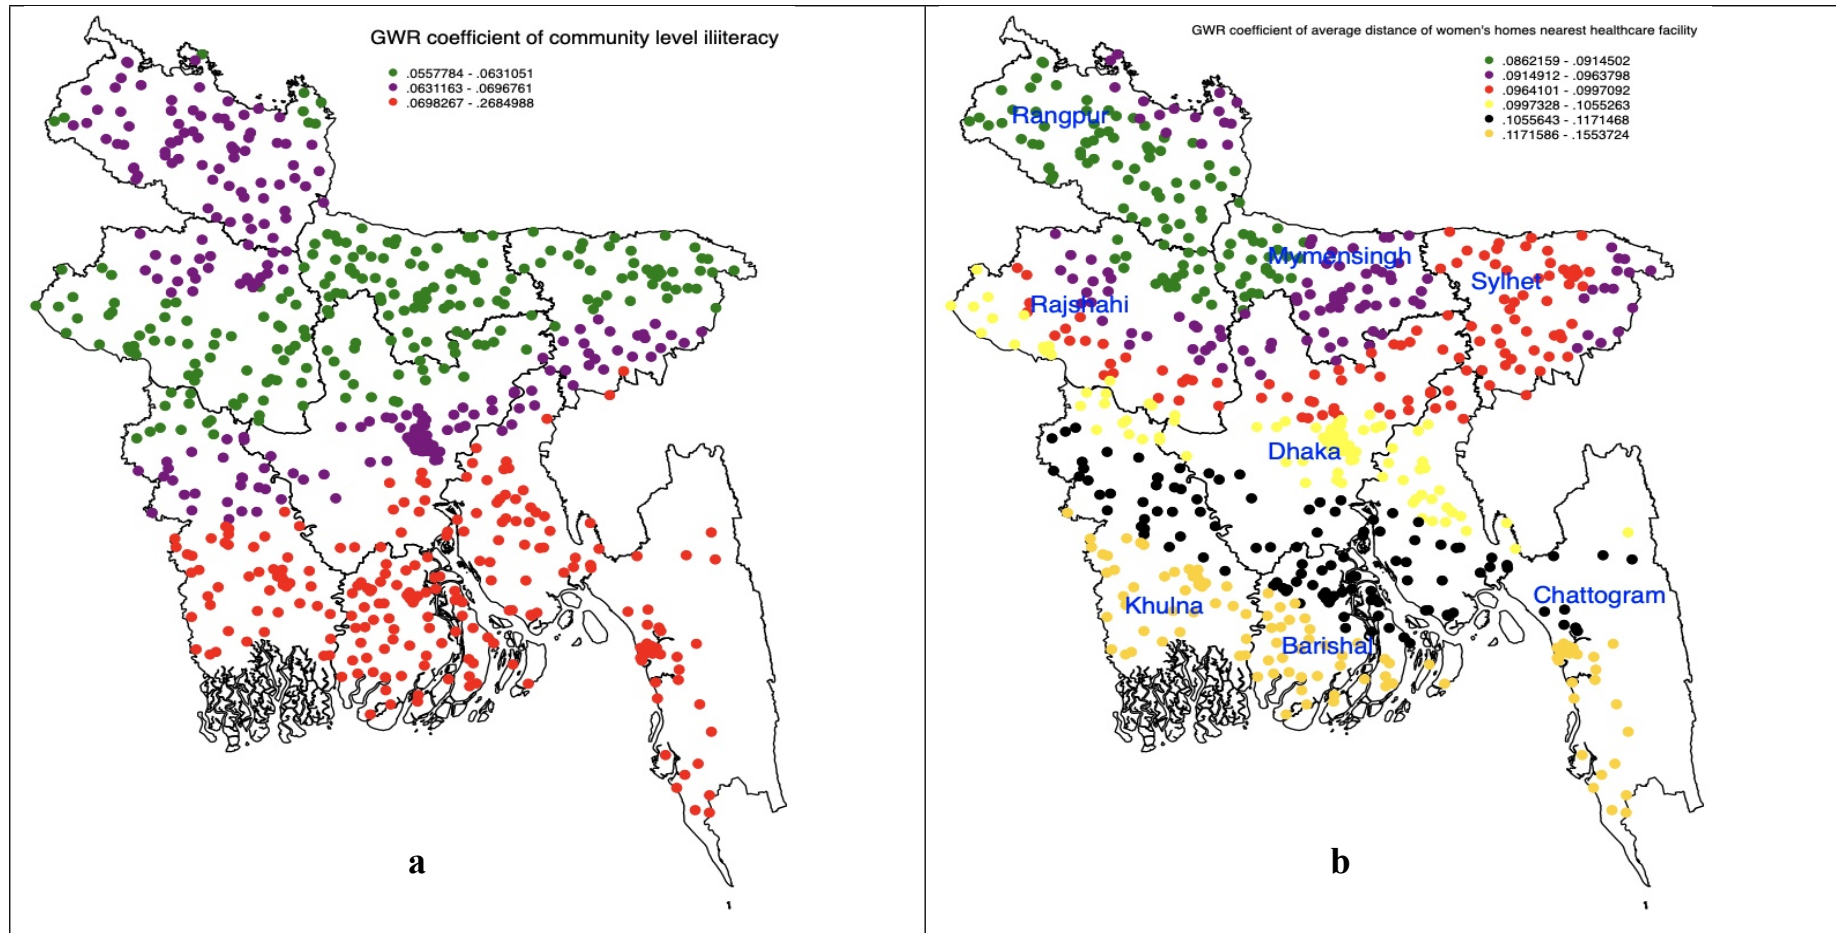 GWR coefficient of community level iliiteracy
.0557784 - .0631051
.0631163 - .0696761
.0698267 - .2684988
a
GWR coefficient of average distance of women's homes nearest healthcare facility
.0862159 - .0914502
.0914912 - .0963798
.0964101 - .0997092
.0997328 - .1055263
.1055643 - .1171468
.1171586 - .1553724
Rangpur
Mymensingh
Sylhet
Rajshahi
Dhaka
Chattogram
Khulna
Barishal
b